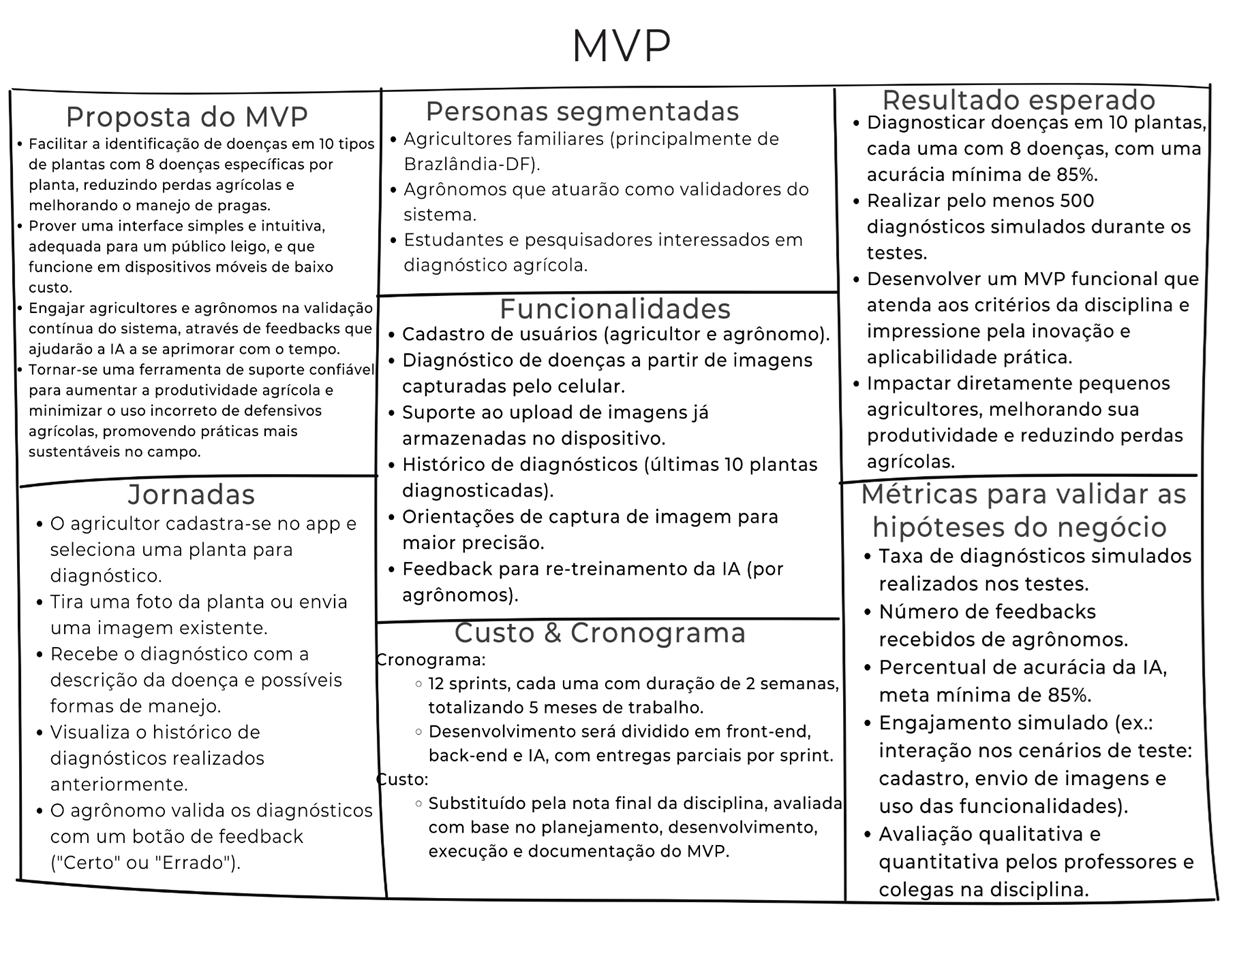 MVP
Proposta do MVP
• Facilitar a identificação de doenças em 10 tipos
de plantas com 8 doenças específicas por
planta, reduzindo perdas agrícolas e
melhorando o manejo de pragas.
• Prover uma interface simples e intuitiva,
adequada para um público leigo, e que
funcione em dispositivos móveis de baixo
custo.
• Engajar agricultores e agrônomos na validação
contínua do sistema, através de feedbacks que
ajudarão a IA a se aprimorar com o tempo.
• Tornar-se uma ferramenta de suporte confiável
para aumentar a produtividade agrícola e
minimizar o uso incorreto de defensivos
agrícolas, promovendo práticas mais
sustentáveis no campo.
Jornadas
• O agricultor cadastra-se no app e
seleciona uma planta para
diagnóstico.
• Tira uma foto da planta ou envia
uma imagem existente.
• Recebe o diagnóstico com a
descrição da doença e possíveis
formas de manejo.
• Visualiza o histórico de
diagnósticos realizados
anteriormente.
• O agrônomo valida os diagnósticos
com um botão de feedback
("Certo" ou "Errado").
Personas segmentadas
• Agricultores familiares (principalmente de
Brazlândia-DF).
• Agrônomos que atuarão como validadores do
sistema.
• Estudantes e pesquisadores interessados em
diagnóstico agrícola.
Funcionalidades
• Cadastro de usuários (agricultor e agrônomo).
• Diagnóstico de doenças a partir de imagens
capturadas pelo celular.
• Suporte ao upload de imagens já
armazenadas no dispositivo.
• Histórico de diagnósticos (últimas 10 plantas
diagnosticadas).
• Orientações de captura de imagem para
maior precisão.
• Feedback para re-treinamento da IA (por
agrônomos).
Custo & Cronograma
Cronograma:
◦ 12 sprints, cada uma com duração de 2 semanas,
totalizando 5 meses de trabalho.
◦ Desenvolvimento será dividido em front-end,
back-end e IA, com entregas parciais por sprint.
Custo:
◦ Substituído pela nota final da disciplina, avaliada
com base no planejamento, desenvolvimento,
execução e documentação do MVP.
Resultado esperado
• Diagnosticar doenças em 10 plantas,
cada uma com 8 doenças, com uma
acurácia mínima de 85%.
• Realizar pelo menos 500
diagnósticos simulados durante os
testes.
• Desenvolver um MVP funcional que
atenda aos critérios da disciplina e
impressione pela inovação e
aplicabilidade prática.
• Impactar diretamente pequenos
agricultores, melhorando sua
produtividade e reduzindo perdas
agrícolas.
Métricas para validar as
hipóteses do negócio
• Taxa de diagnósticos simulados
realizados nos testes.
• Número de feedbacks
recebidos de agrônomos.
• Percentual de acurácia da IA,
meta mínima de 85%.
• Engajamento simulado (ex.:
interação nos cenários de teste:
cadastro, envio de imagens e
uso das funcionalidades).
• Avaliação qualitativa e
quantitativa pelos professores e
colegas na disciplina.